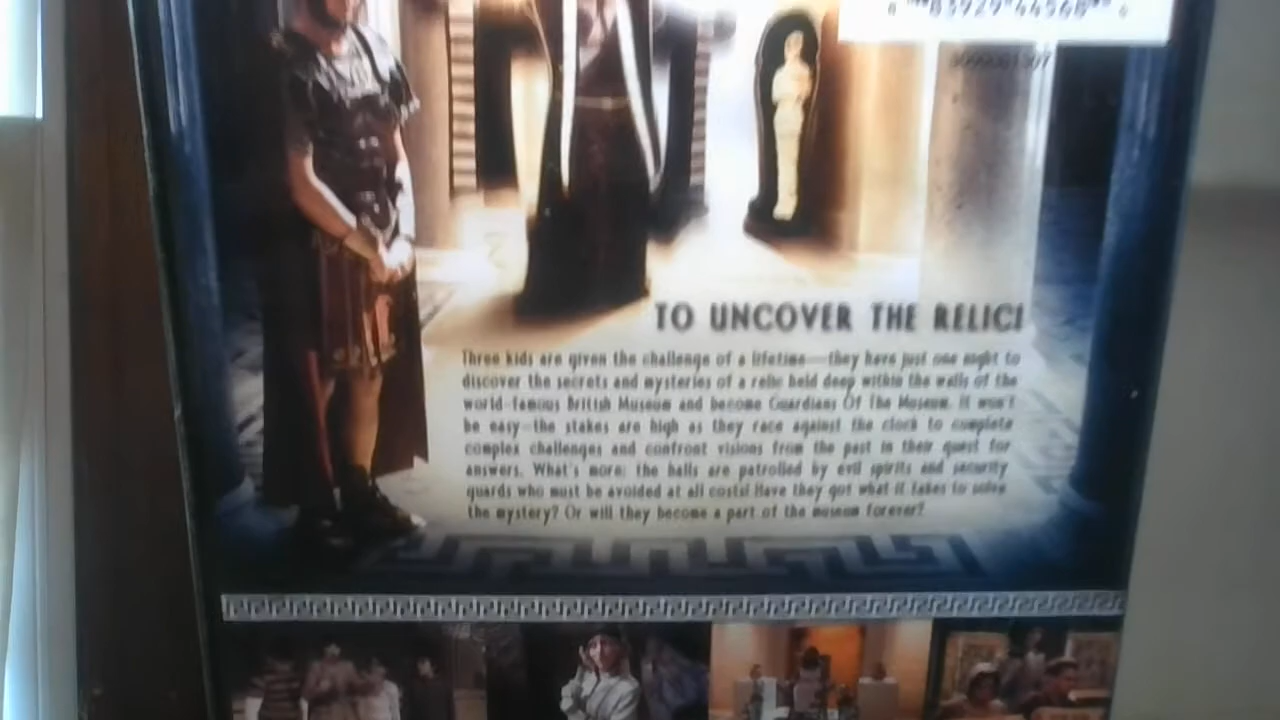 83929 44568
TO UNCOVER THE RELIC!
Three kids are given the challenge of a lifetime—they have just one night to
discover the secrets and mysteries of a relic held deep within the walls of the
world-famous British Museum and become Guardians Of The Museum. It won't
be easy—the stakes are high as they race against the clock to complete
complex challenges and confront visions from the past in their quest for
answers. What's more: the halls are patrolled by evil spirits and security
guards who must be avoided at all costs! Have they got what it takes to solve
the mystery? Or will they become a part of the museum forever?